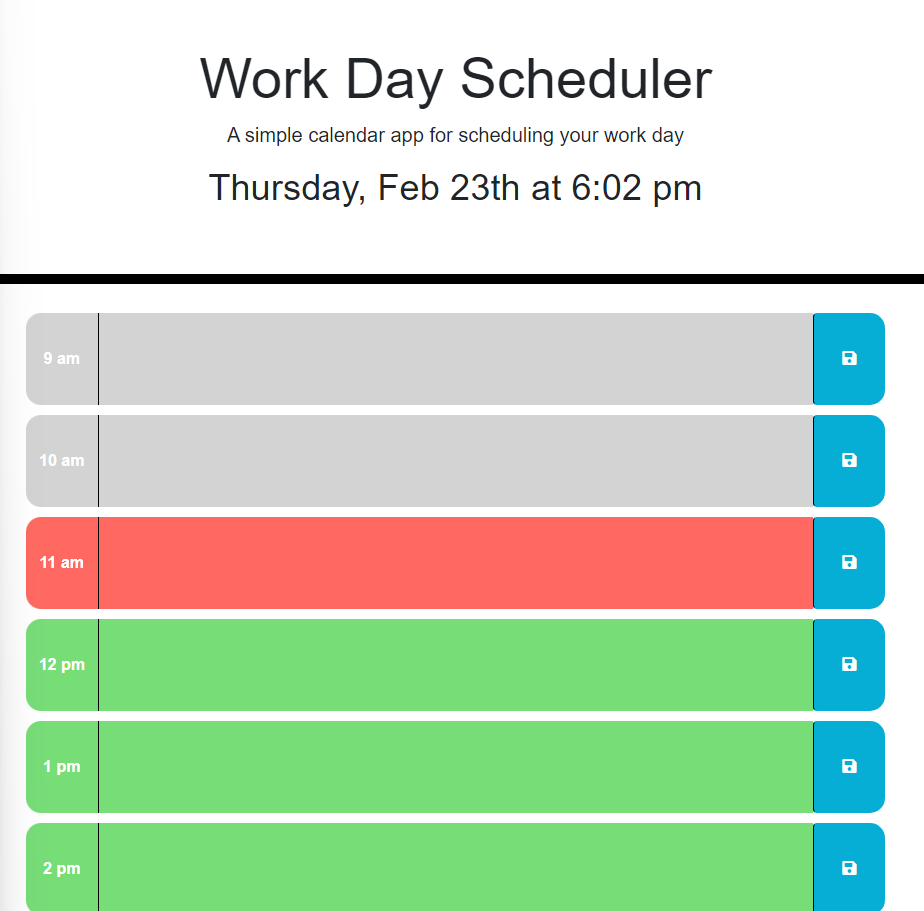 Work Day Scheduler
A simple calendar app for scheduling your work day
Thursday, Feb 23th at 6:02 pm
9 am
10 am
11 am
12 pm
1 pm
2 pm